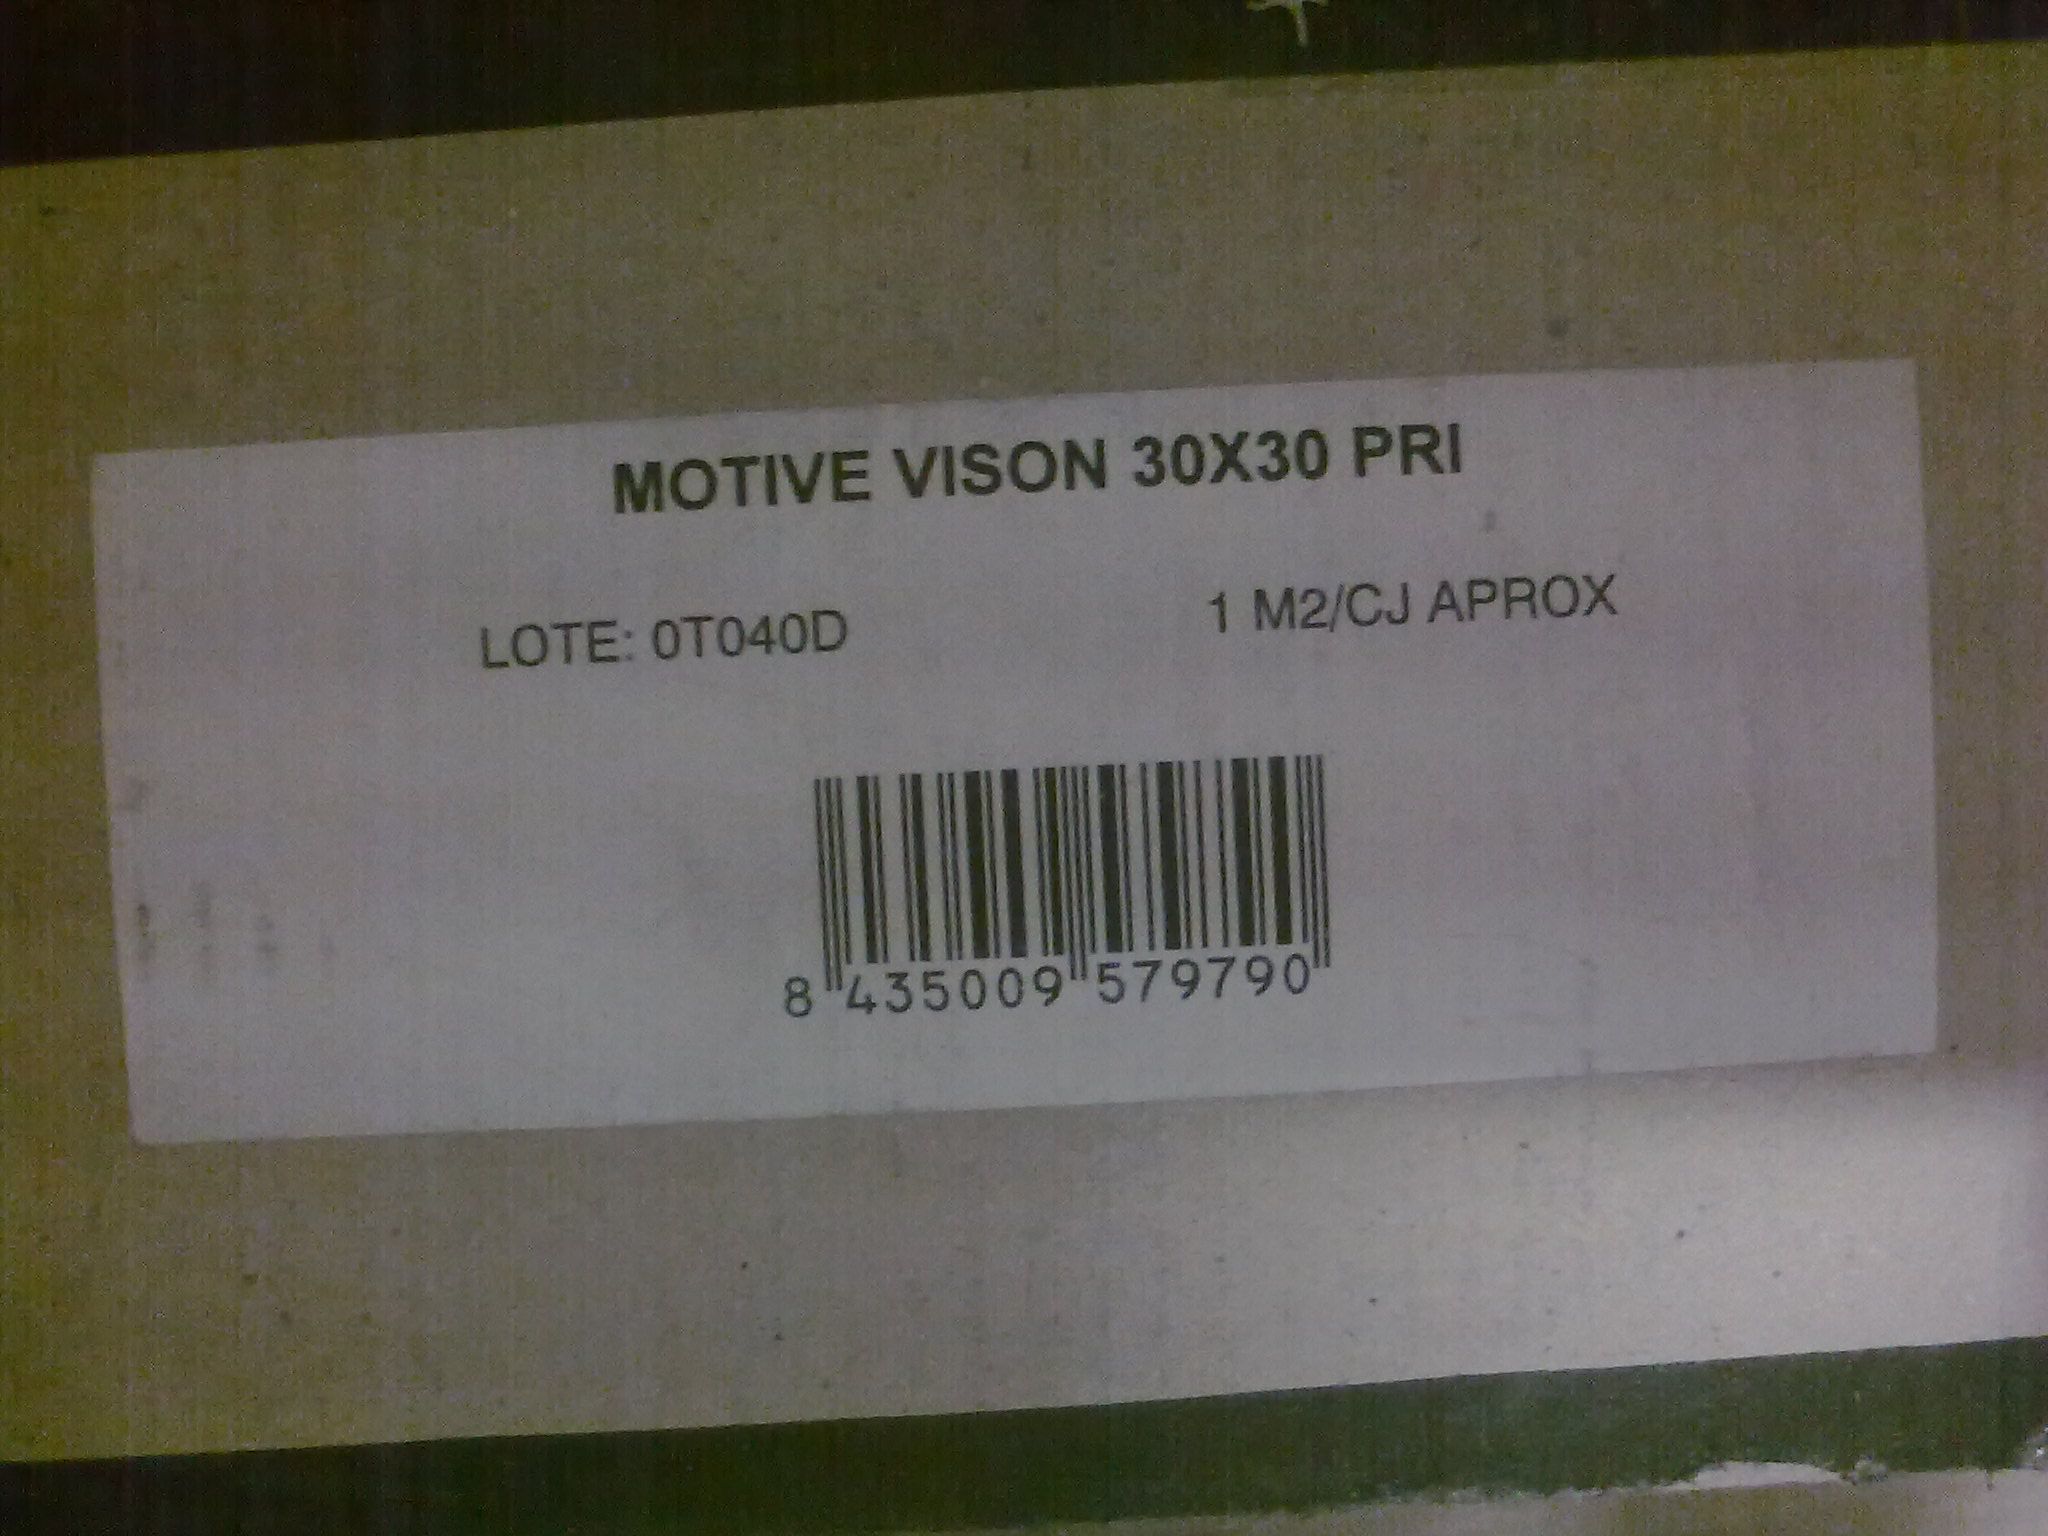 MOTIVE VISON 30X30 PRI
LOTE: 0T040D 1 M2/CJ APROX
8 435009 579790